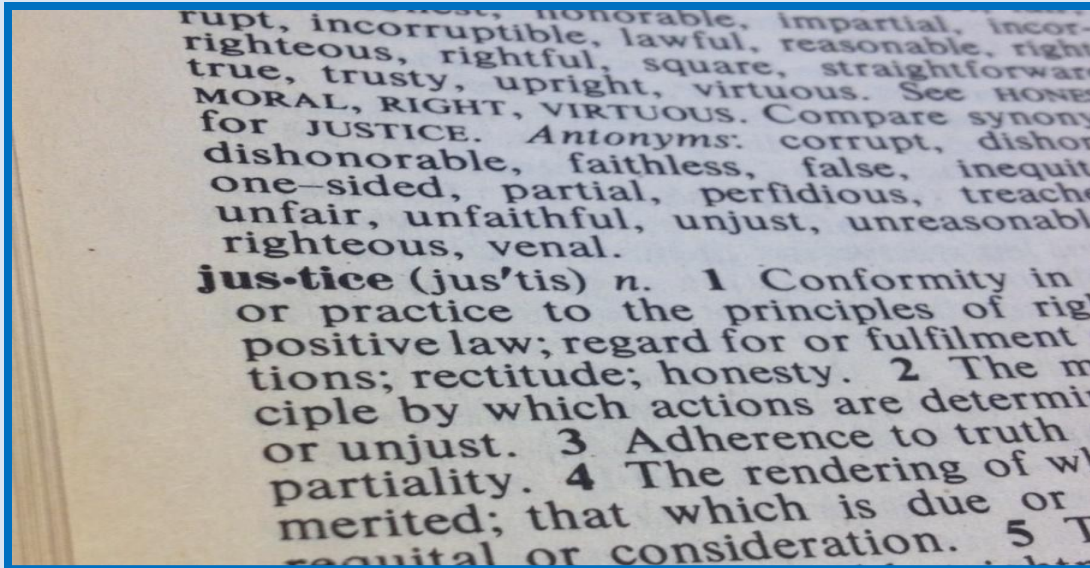 rupt, incorruptible, lawful, reasonable,
righteous, rightful, square,
true, trusty, upright, virtuous. See
MORAL, RIGHT, VIRTUOUS. Compare
for JUSTICE. Antonyms: corrupt,
dishonorable, faithless, false,
one–sided, partial, perfidious,
unfair, unfaithful, unjust,
righteous, venal.
jus•tice (jus′tis) n. 1 Conformity in
or practice to the principles of
positive law; regard for or fulfilment
tions; rectitude; honesty. 2 The
ciple by which actions are
or unjust. 3 Adherence to truth
partiality. 4 The rendering of
merited; that which is due or
requital or consideration. 5